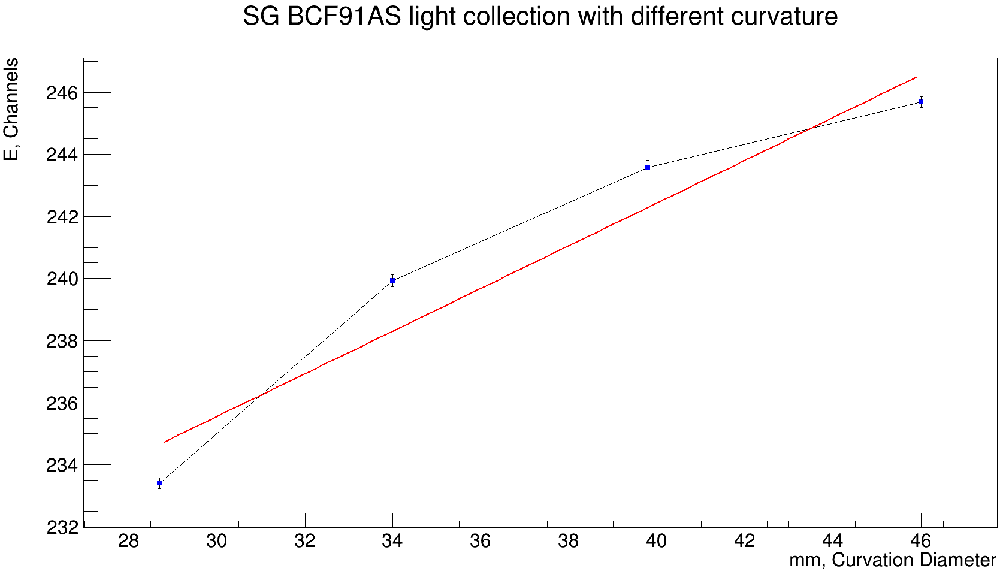 SG BCF91AS light collection with different curvature
E, Channels
246
244
242
240
238
236
234
232
28 30 32 34 36 38 40 42 44 46
mm, Curvation Diameter